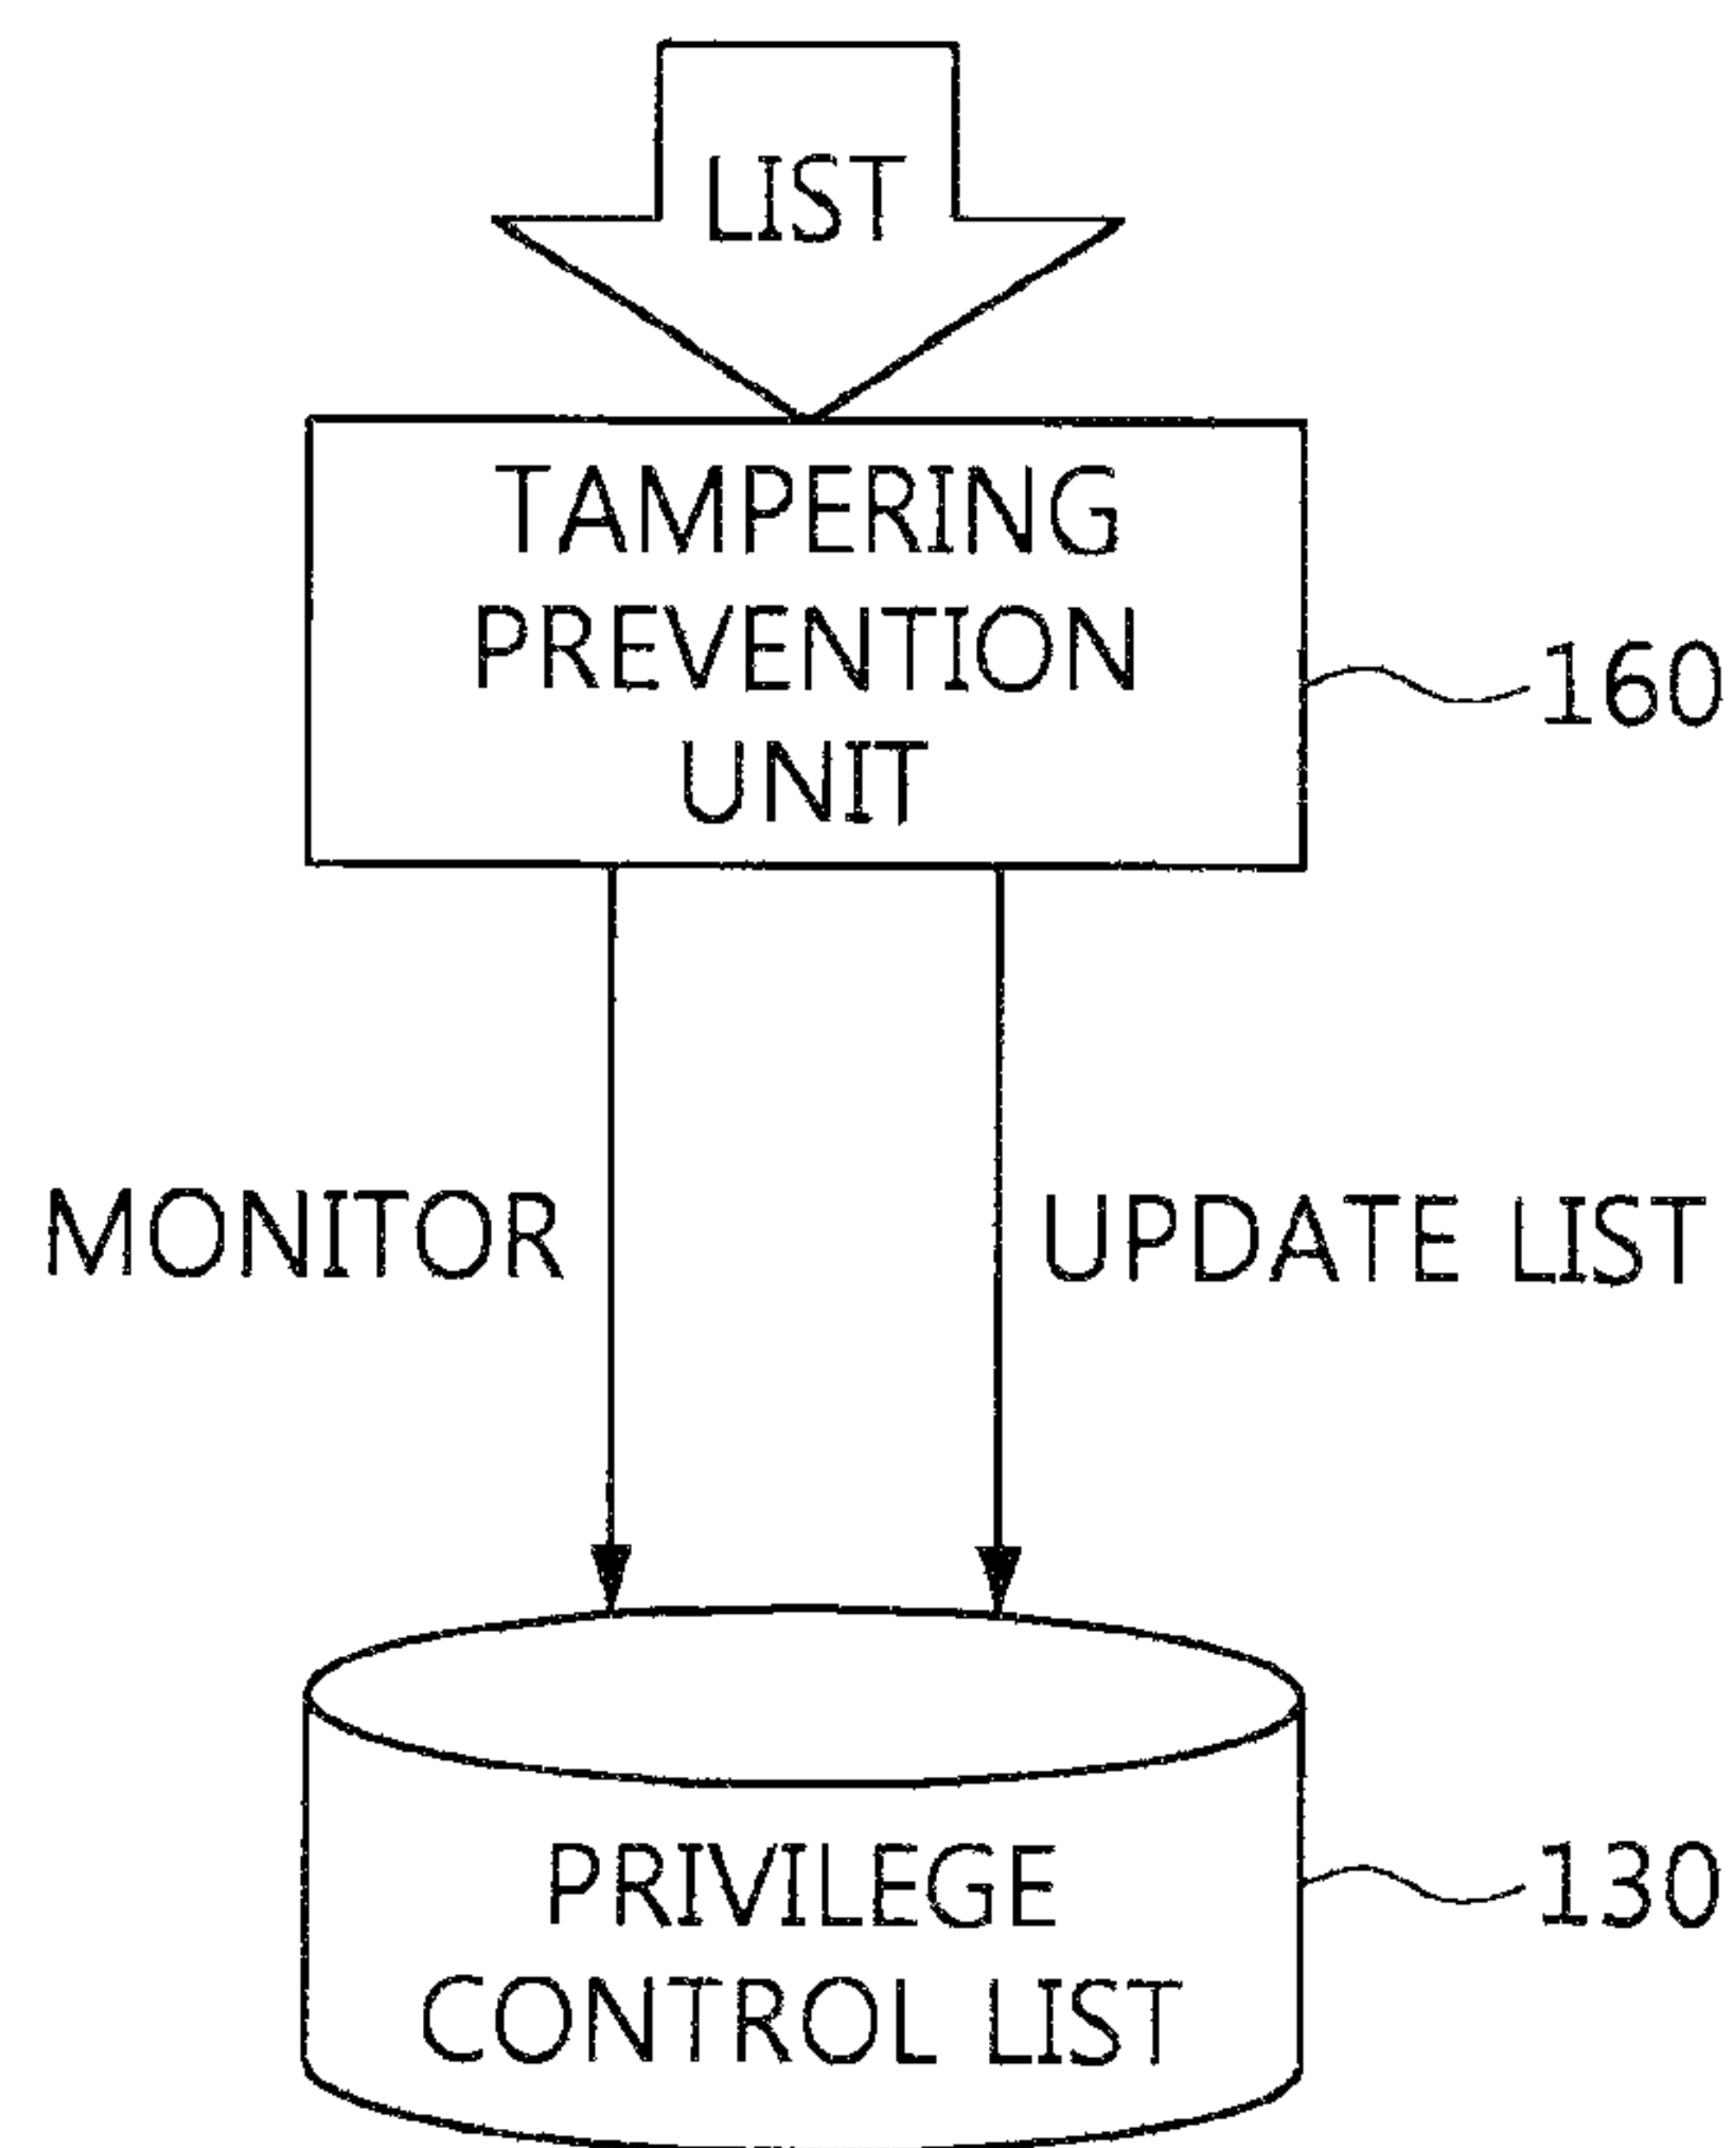 LIST
TAMPERING
PREVENTION
UNIT
160
MONITOR
UPDATE LIST
PRIVILEGE
CONTROL LIST
130